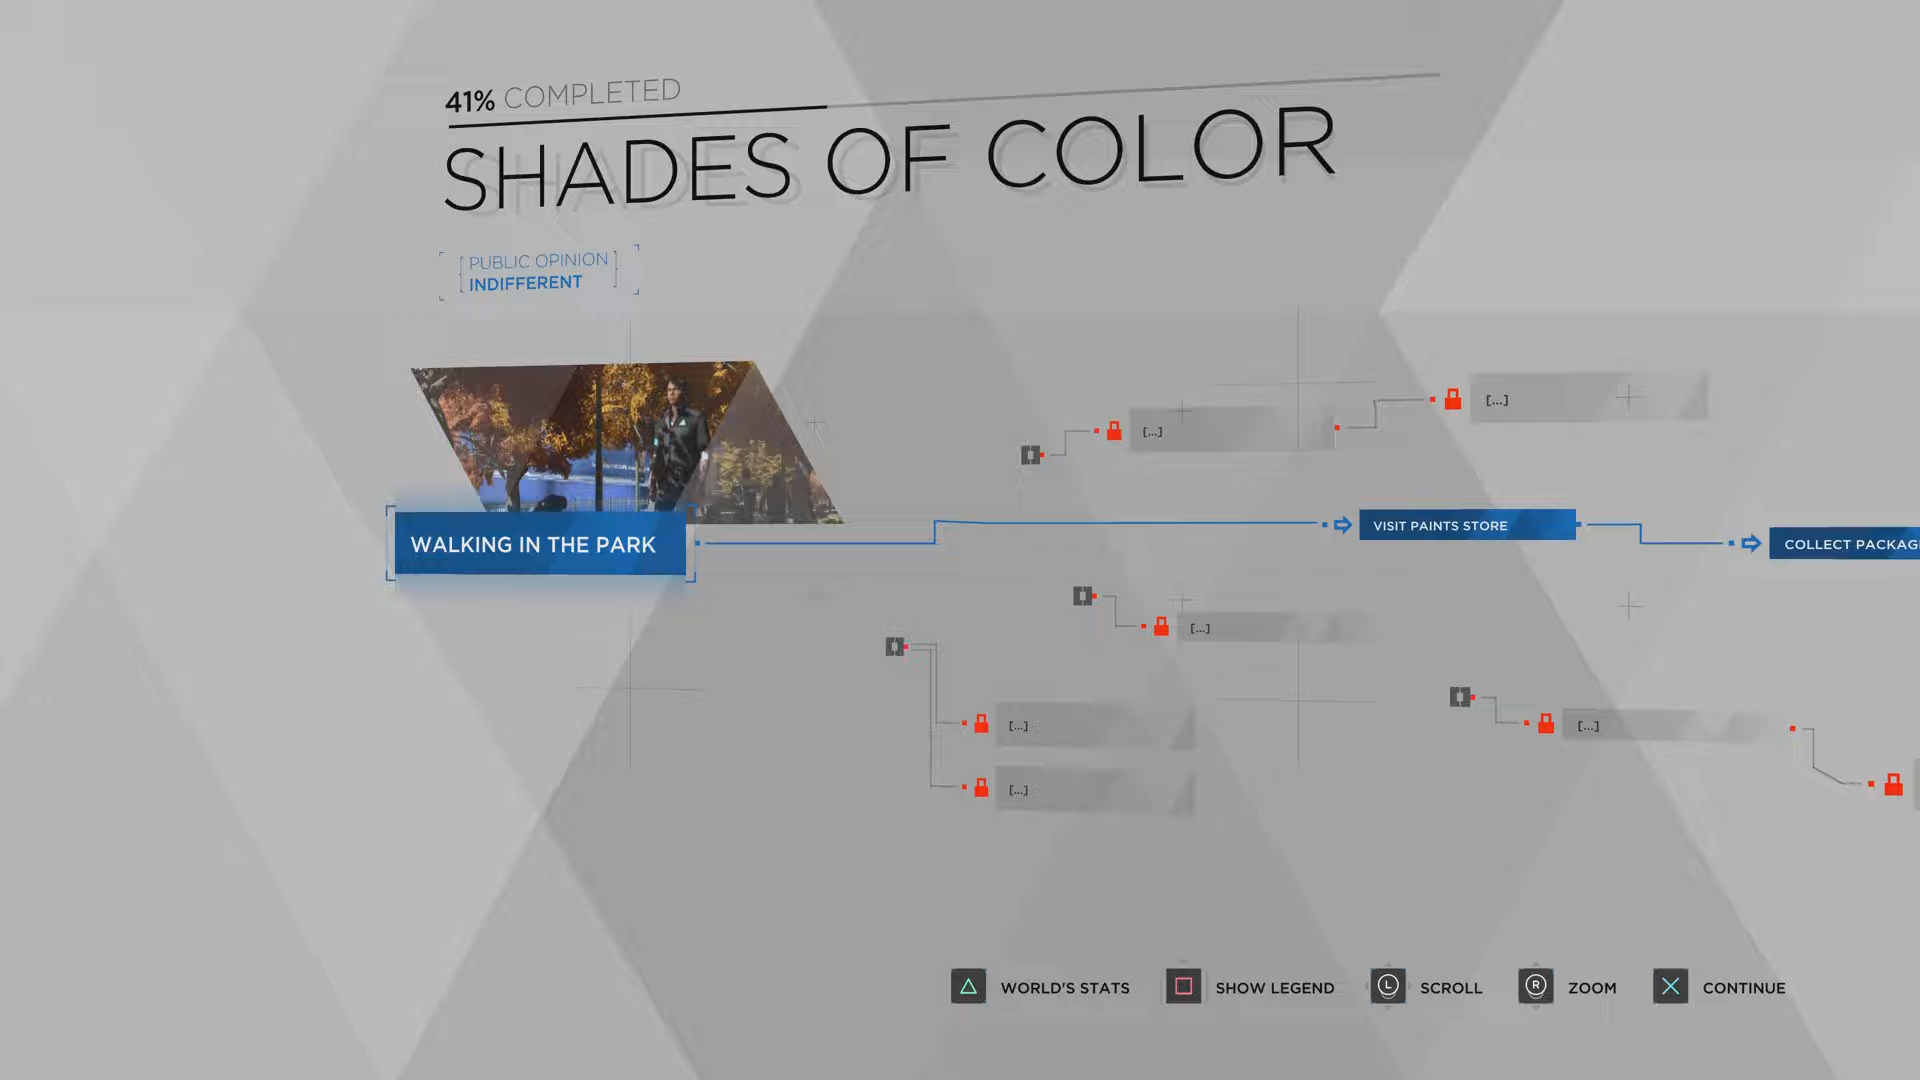 41% COMPLETED
SHADES OF COLOR
PUBLIC OPINION
INDIFFERENT
[...]
[...]
WALKING IN THE PARK
VISIT PAINTS STORE
COLLECT PACKAG
[...]
[...]
[...]
[...]
WORLD'S STATS
SHOW LEGEND
L
SCROLL
R
ZOOM
CONTINUE